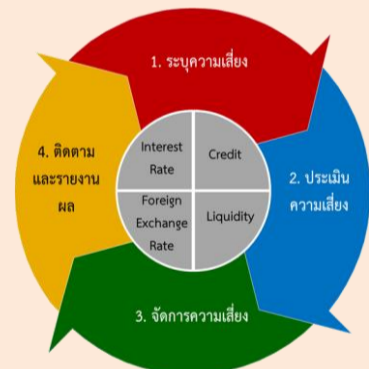 1. ระบุความเสี่ยง
2. ประเมิน
ความเสี่ยง
3. จัดการความเสี่ยง
4. ติดตาม
และรายงาน
ผล
Interest
Rate
Credit
Foreign
Exchange
Rate
Liquidity